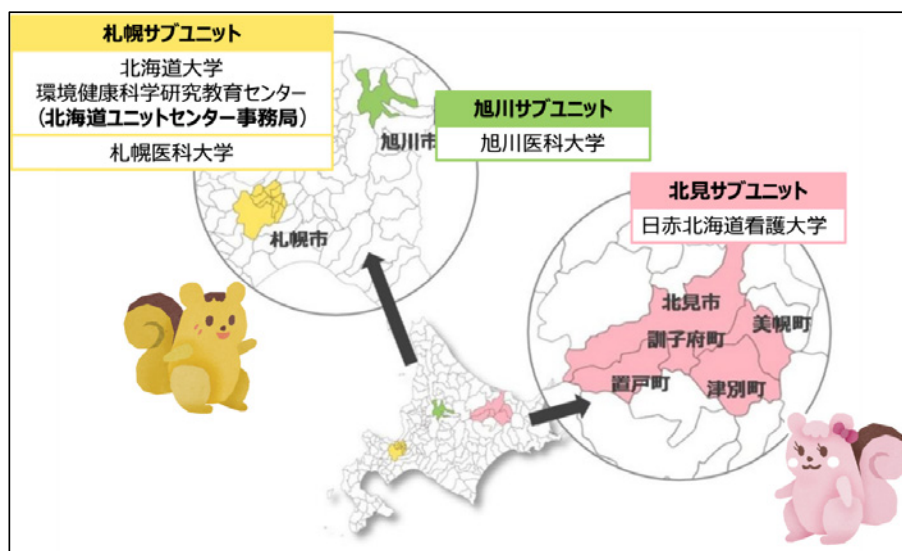 札幌サブユニット
北海道大学
環境健康科学研究教育センター
（北海道ユニットセンター事務局）
札幌医科大学
旭川市
札幌市
旭川サブユニット
旭川医科大学
北見サブユニット
日赤北海道看護大学
北見市
美幌町
訓子府町
置戸町
津別町